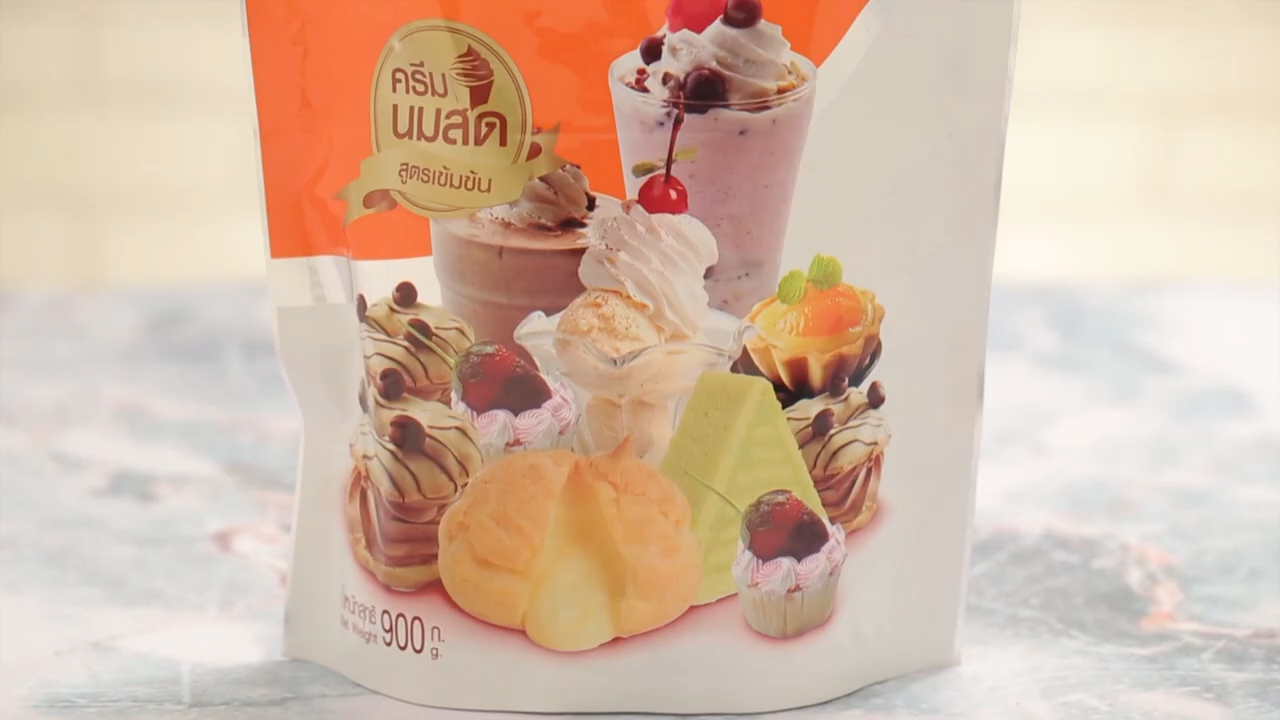 ครีม
นมสด
สูตรเข้มข้น
น้ำหนักสุทธิ 900 ก.
Net Weight g.